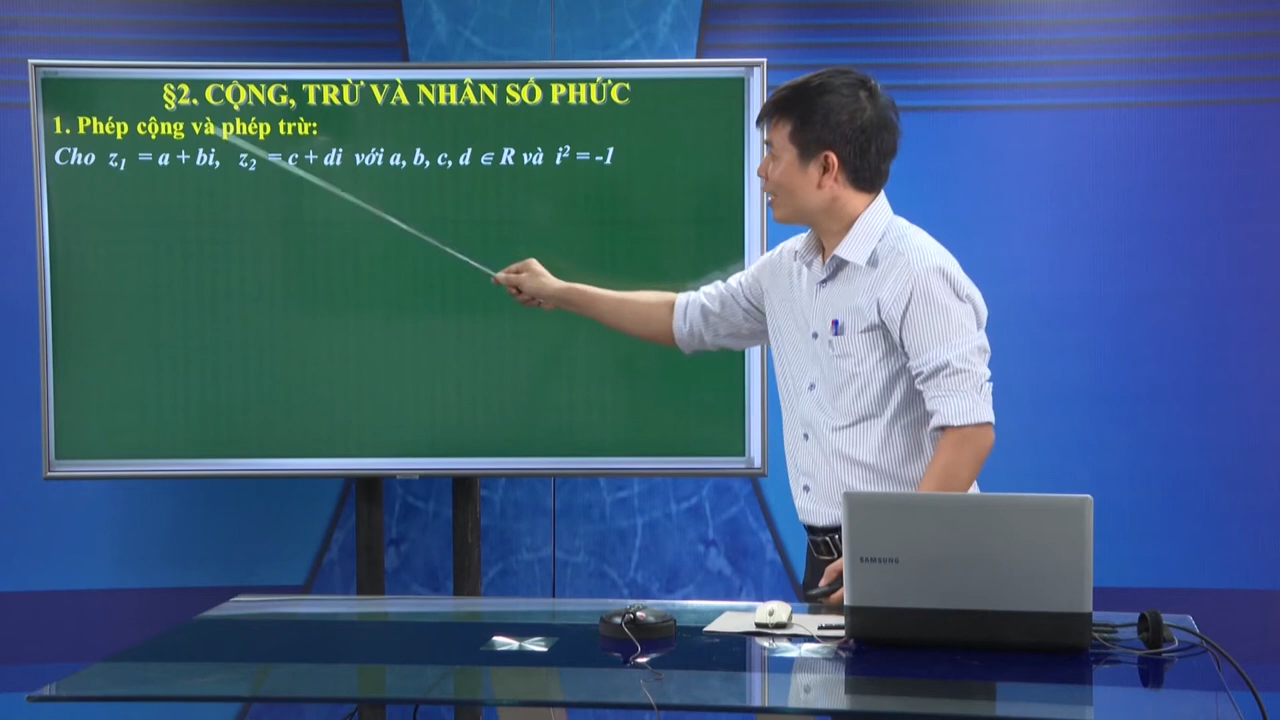 §2. CỘNG, TRỪ VÀ NHÂN SỐ PHỨC
1. Phép cộng và phép trừ:
Cho z₁ = a + bi, z₂ = c + di với a, b, c, d ∈ R và i² = -1
SAMSUNG